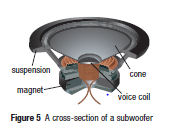 suspension
cone
magnet
voice coil
Figure 5 A cross-section of a subwoofer